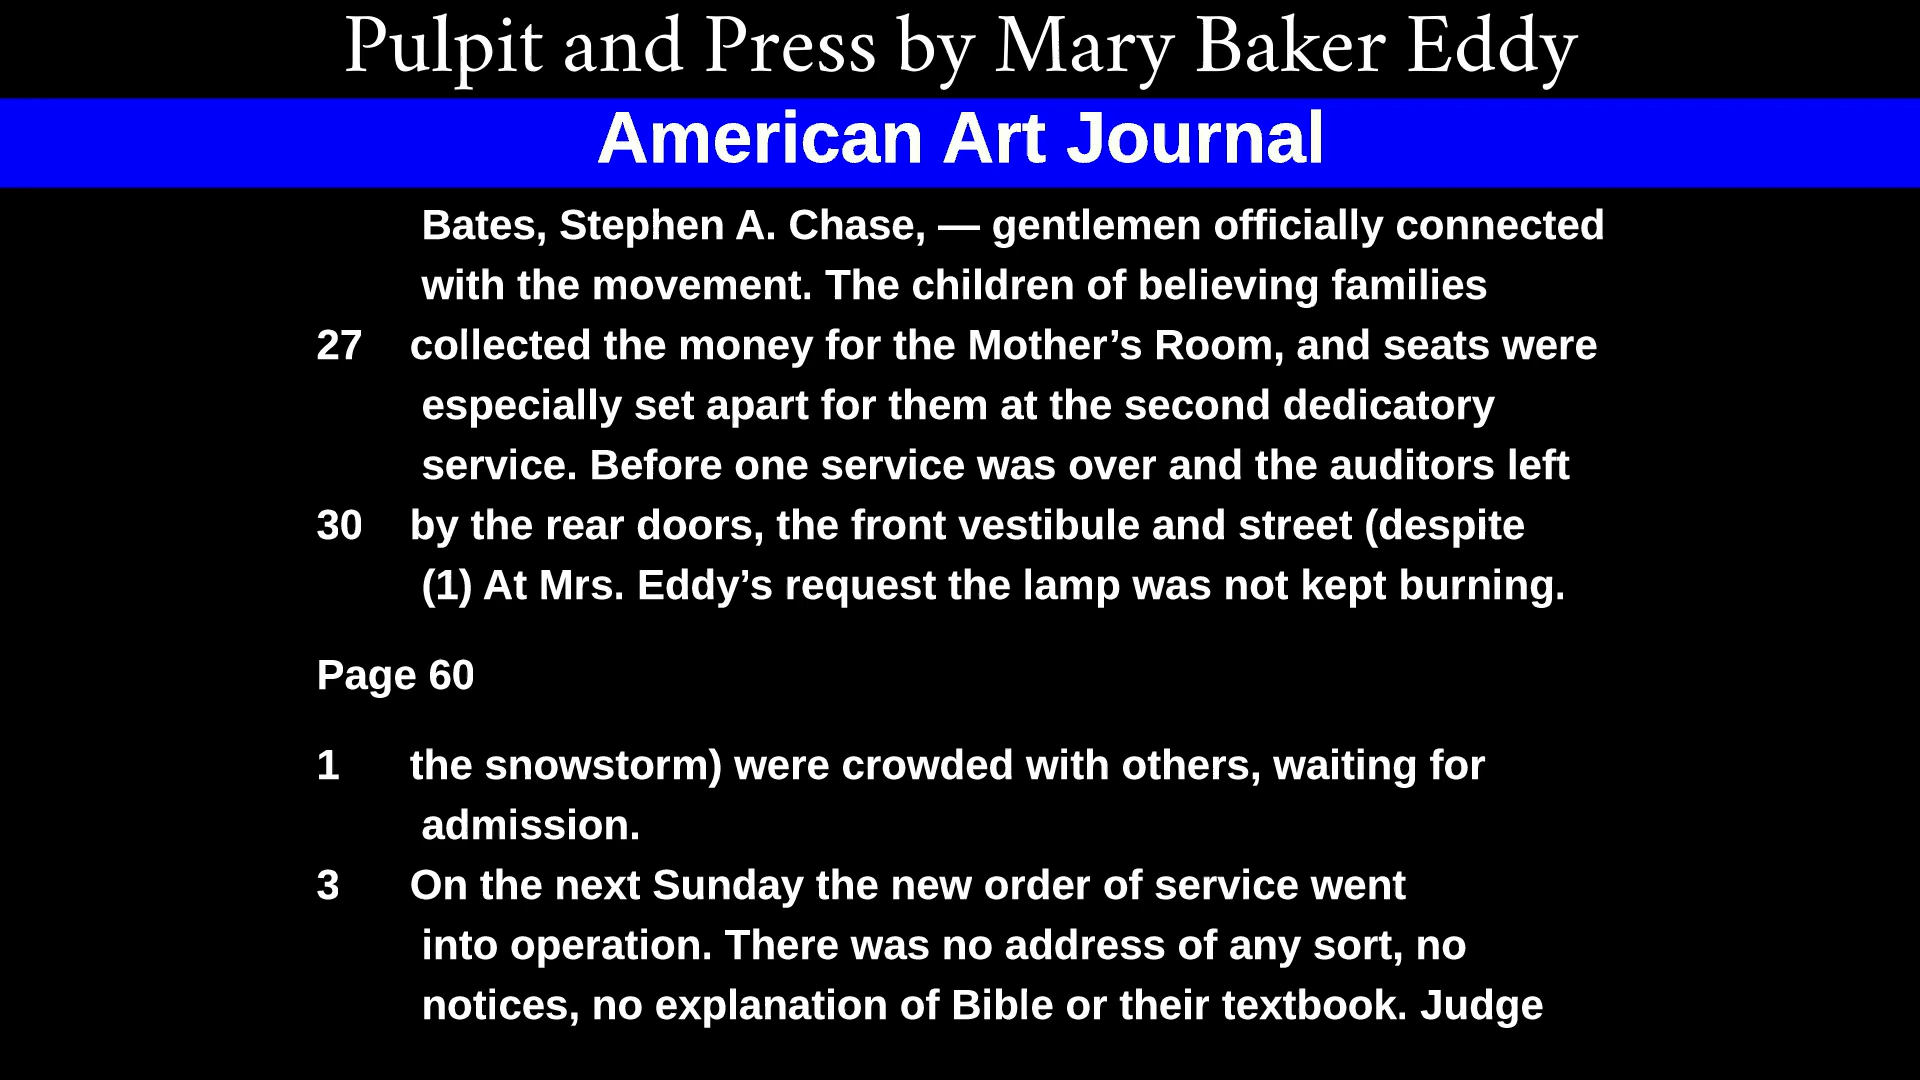 Pulpit and Press by Mary Baker Eddy
American Art Journal
Bates, Stephen A. Chase, — gentlemen officially connected
with the movement. The children of believing families
27 collected the money for the Mother’s Room, and seats were
especially set apart for them at the second dedicatory
service. Before one service was over and the auditors left
30 by the rear doors, the front vestibule and street (despite
(1) At Mrs. Eddy’s request the lamp was not kept burning.
Page 60
1 the snowstorm) were crowded with others, waiting for
admission.
3 On the next Sunday the new order of service went
into operation. There was no address of any sort, no
notices, no explanation of Bible or their textbook. Judge